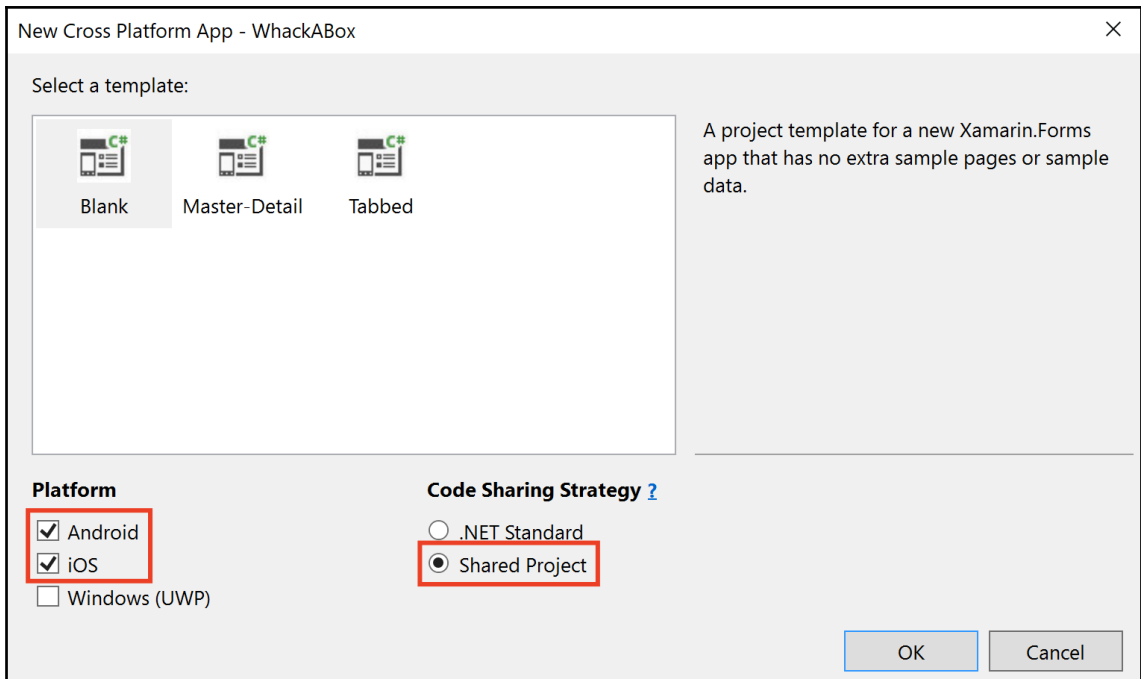 New Cross Platform App - WhackABox
Select a template:
C# C# C#
Blank Master-Detail Tabbed
A project template for a new Xamarin.Forms
app that has no extra sample pages or sample
data.
Platform
Android
iOS
Windows (UWP)
Code Sharing Strategy ?
.NET Standard
Shared Project
OK Cancel